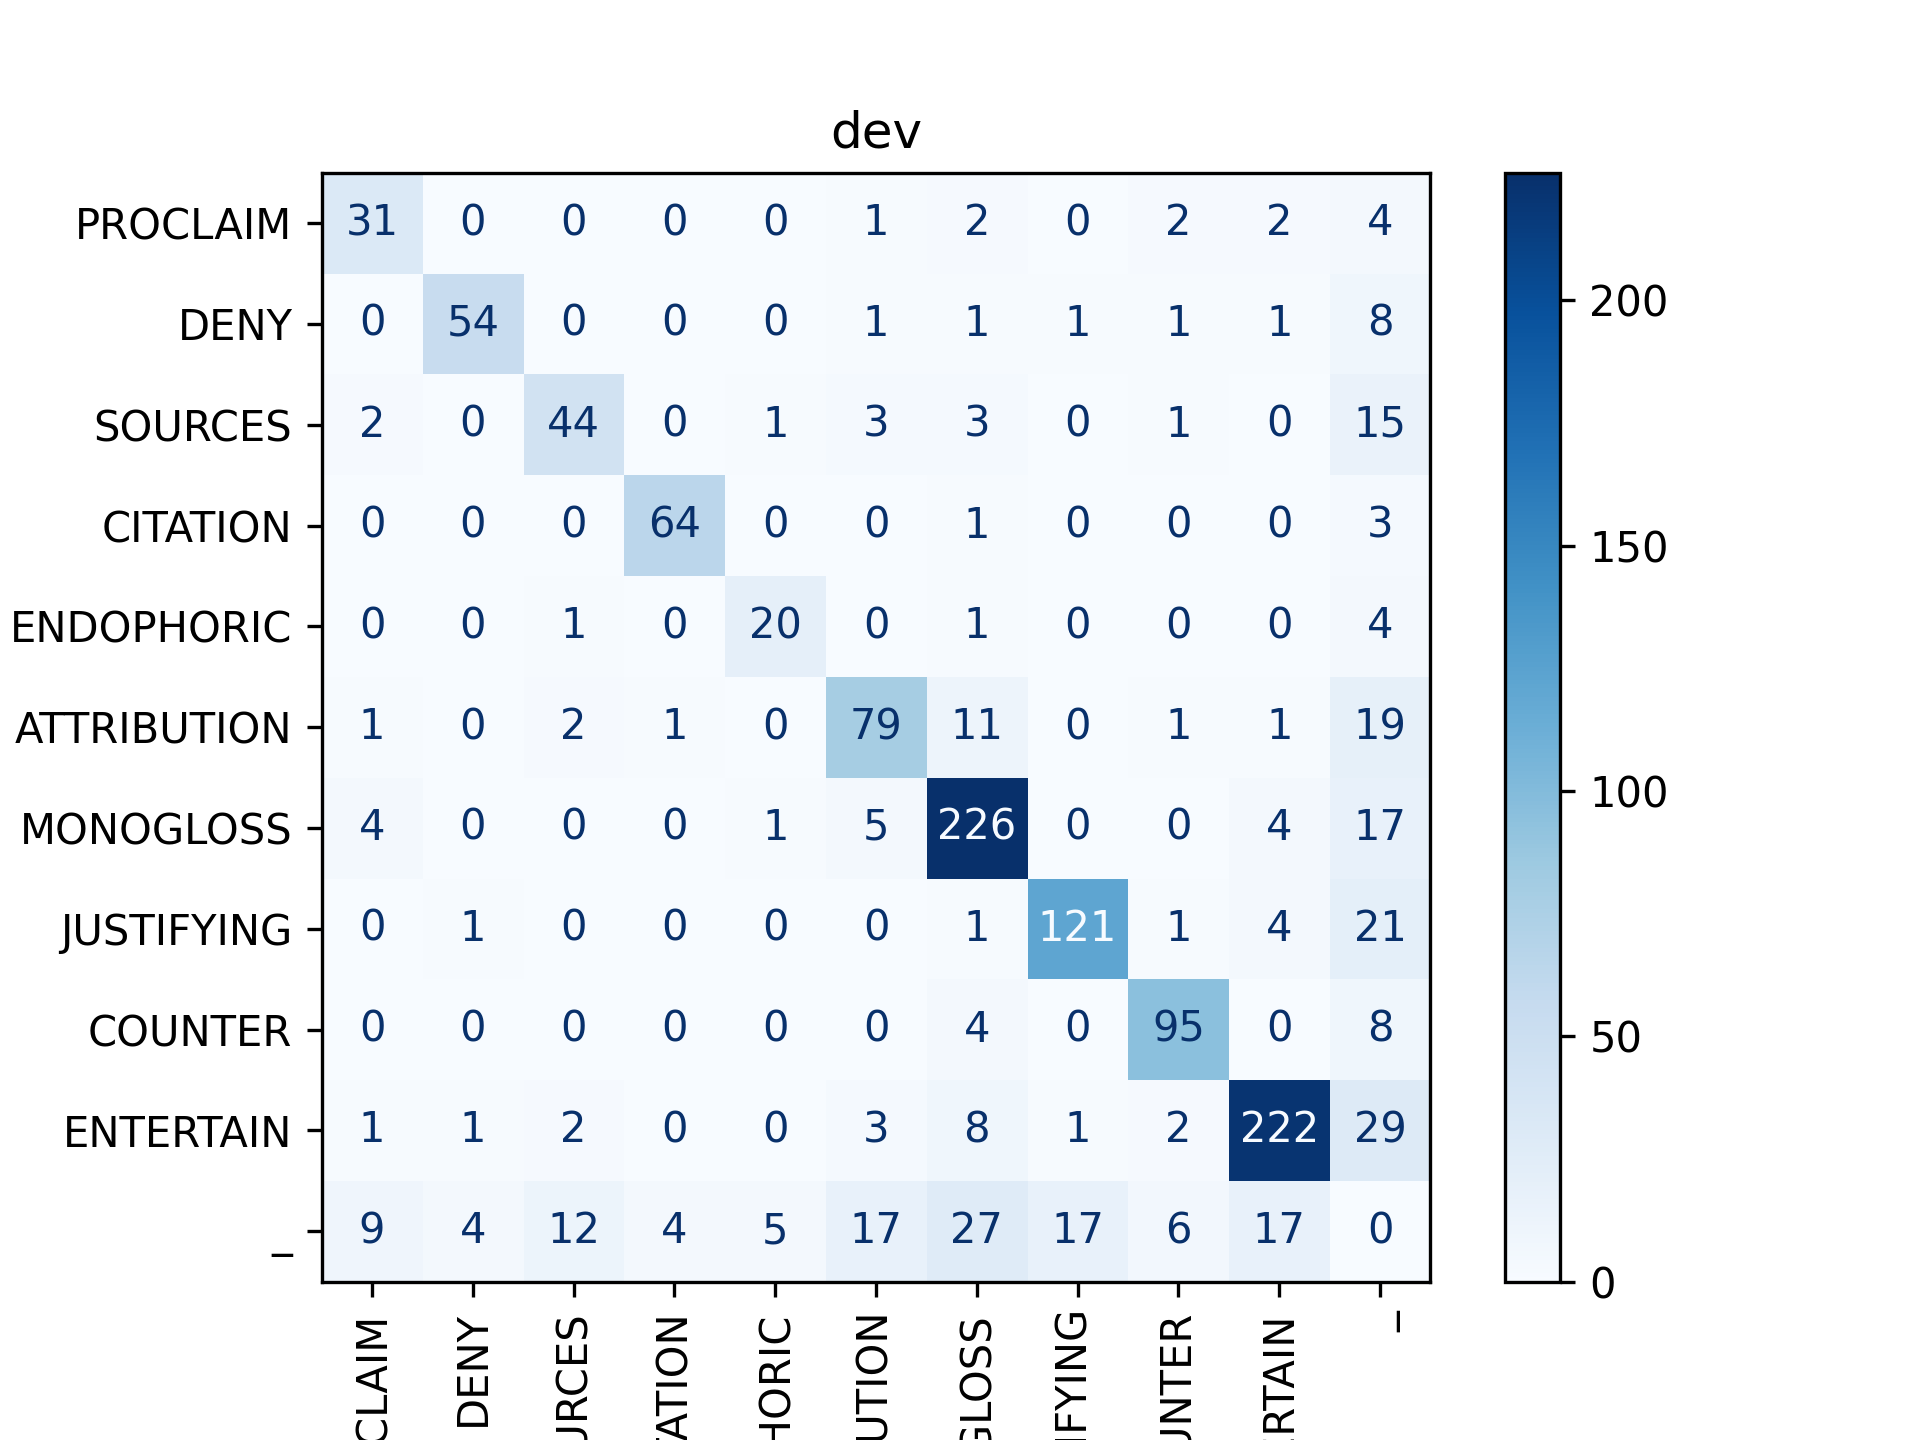 dev
PROCLAIM 31 0 0 0 0 1 2 0 2 2 4
DENY 0 54 0 0 0 1 1 1 1 1 8
SOURCES 2 0 44 0 1 3 3 0 1 0 15
CITATION 0 0 0 64 0 0 1 0 0 0 3
ENDOPHORIC 0 0 1 0 20 0 1 0 0 0 4
ATTRIBUTION 1 0 2 1 0 79 11 0 1 1 19
MONOGLOSS 4 0 0 0 1 5 226 0 0 4 17
JUSTIFYING 0 1 0 0 0 0 1 121 1 4 21
COUNTER 0 0 0 0 0 0 4 0 95 0 8
ENTERTAIN 1 1 2 0 0 3 8 1 2 222 29
_ 9 4 12 4 5 17 27 17 6 17 0
CLAIM DENY URCES TATION HORIC UTION GLOSS IFYING UNTER RTAIN _
200
150
100
50
0